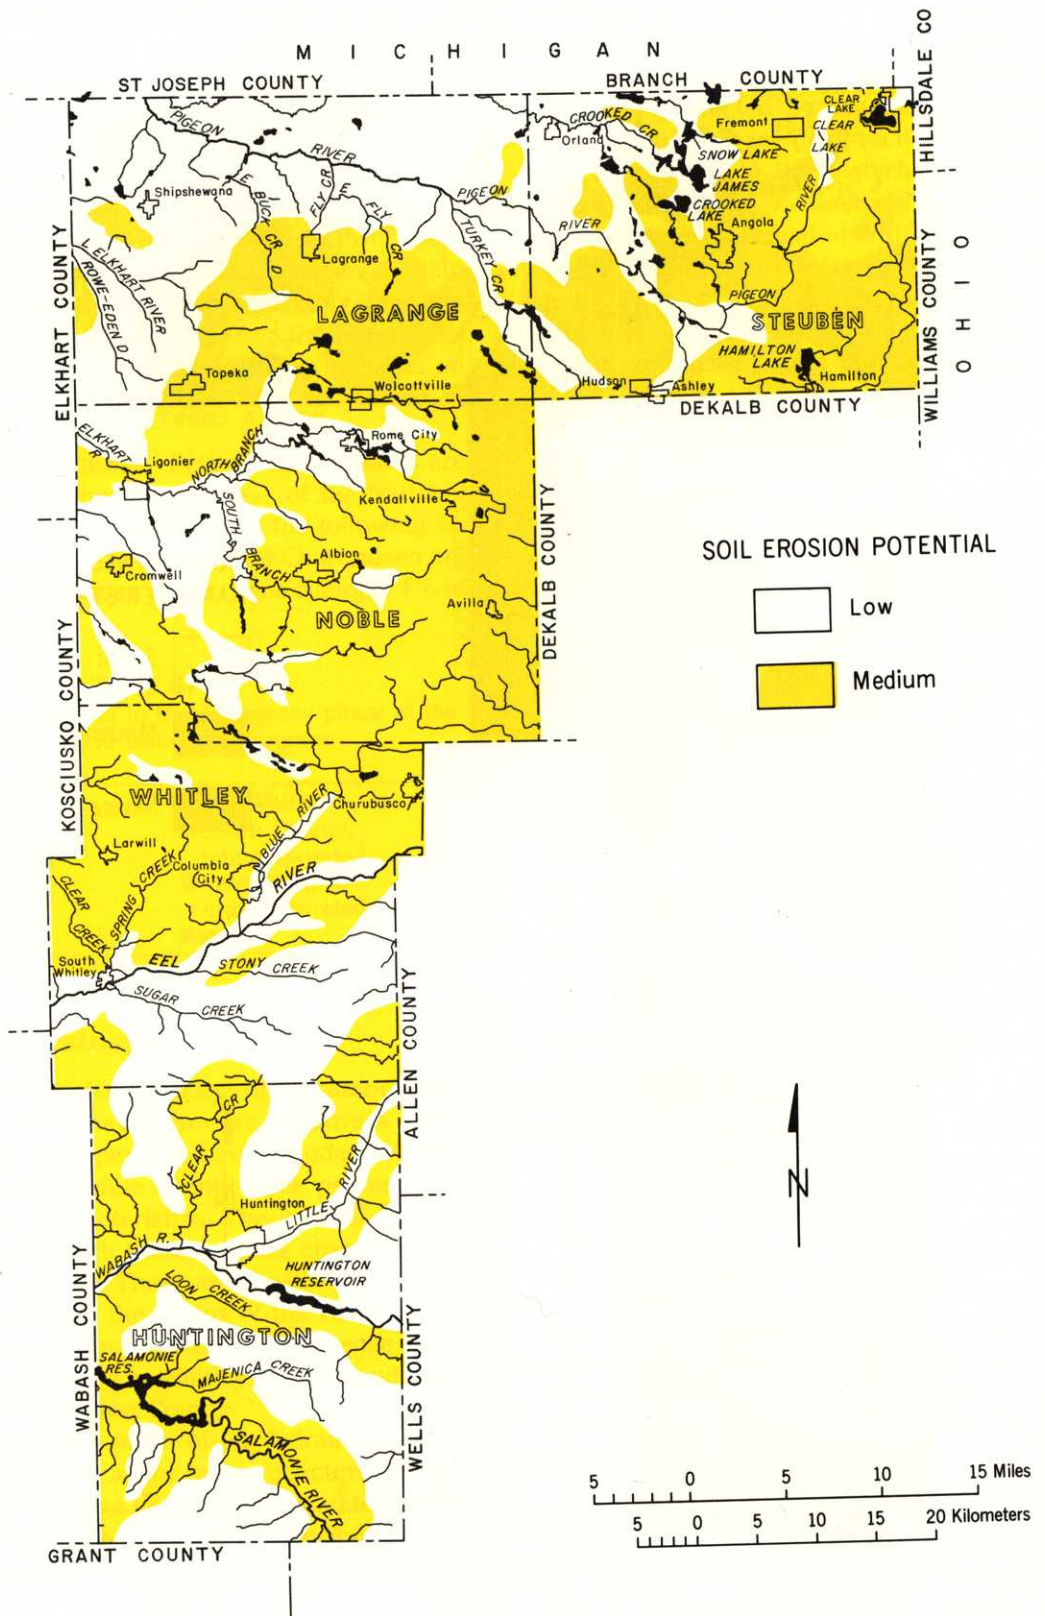 M I C H I G A N
ST JOSEPH COUNTY
BRANCH COUNTY
HILLSDALE CO
CLEAR LAKE
Fremont
CLEAR LAKE
PIGEON RIVER
CROOKED CR
Orland
SNOW LAKE
LAKE JAMES
CROOKED LAKE
Angola
RIVER
Shipshewana
E BUCK CR D
FLY CR
E FLY CR
PIGEON RIVER
TURKEY CR
Lagrange
ELKHART COUNTY
L ELKHART RIVER
ROWE-EDEN D
LAGRANGE
PIGEON
STEUBEN
WILLIAMS COUNTY
O H I O
HAMILTON LAKE
Hamilton
Topeka
Wolcottville
Hudson
Ashley
DEKALB COUNTY
ELKHART R
Ligonier
NORTH BRANCH
Rome City
Kendallville
SOUTH BRANCH
Albion
Cromwell
Avilla
NOBLE
DEKALB COUNTY
KOSCIUSKO COUNTY
SOIL EROSION POTENTIAL
Low
Medium
WHITLEY
Churubusco
BLUE RIVER
Larwill
SPRING CREEK
Columbia City
CLEAR CREEK
EEL RIVER
South Whitley
STONY CREEK
SUGAR CREEK
ALLEN COUNTY
CLEAR CR
Huntington
LITTLE RIVER
WABASH R.
HUNTINGTON RESERVOIR
LOON CREEK
WABASH COUNTY
HUNTINGTON
SALAMONIE RES.
MAJENICA CREEK
WELLS COUNTY
SALAMONIE RIVER
GRANT COUNTY
N
5 0 5 10 15 Miles
5 0 5 10 15 20 Kilometers